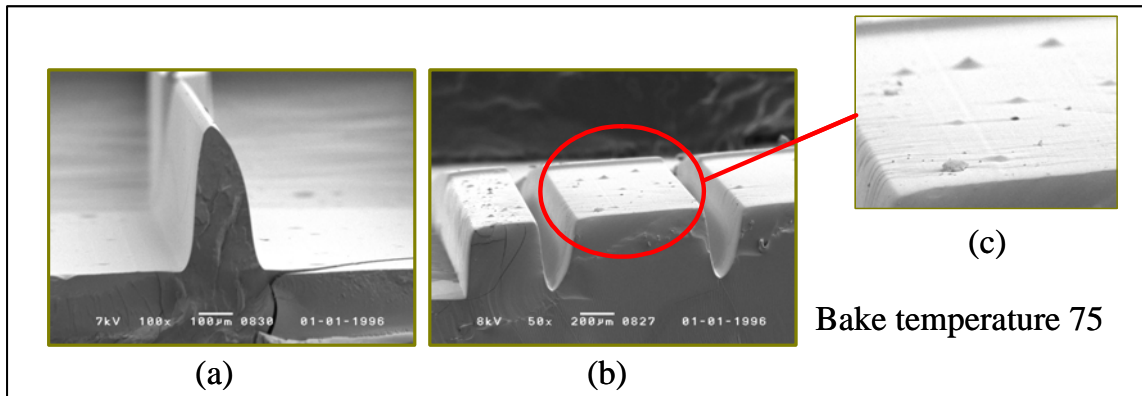 (c)
7kV 100x 100µm 0830 01-01-1996
8kV 50x 200µm 0827 01-01-1996
Bake temperature 75
(a)
(b)